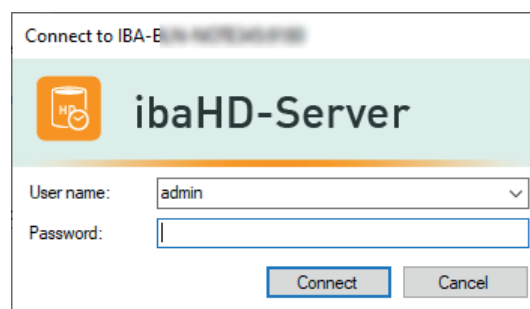 Connect to IBA-B
HD
ibaHD-Server
User name:
admin
Password:
Connect
Cancel